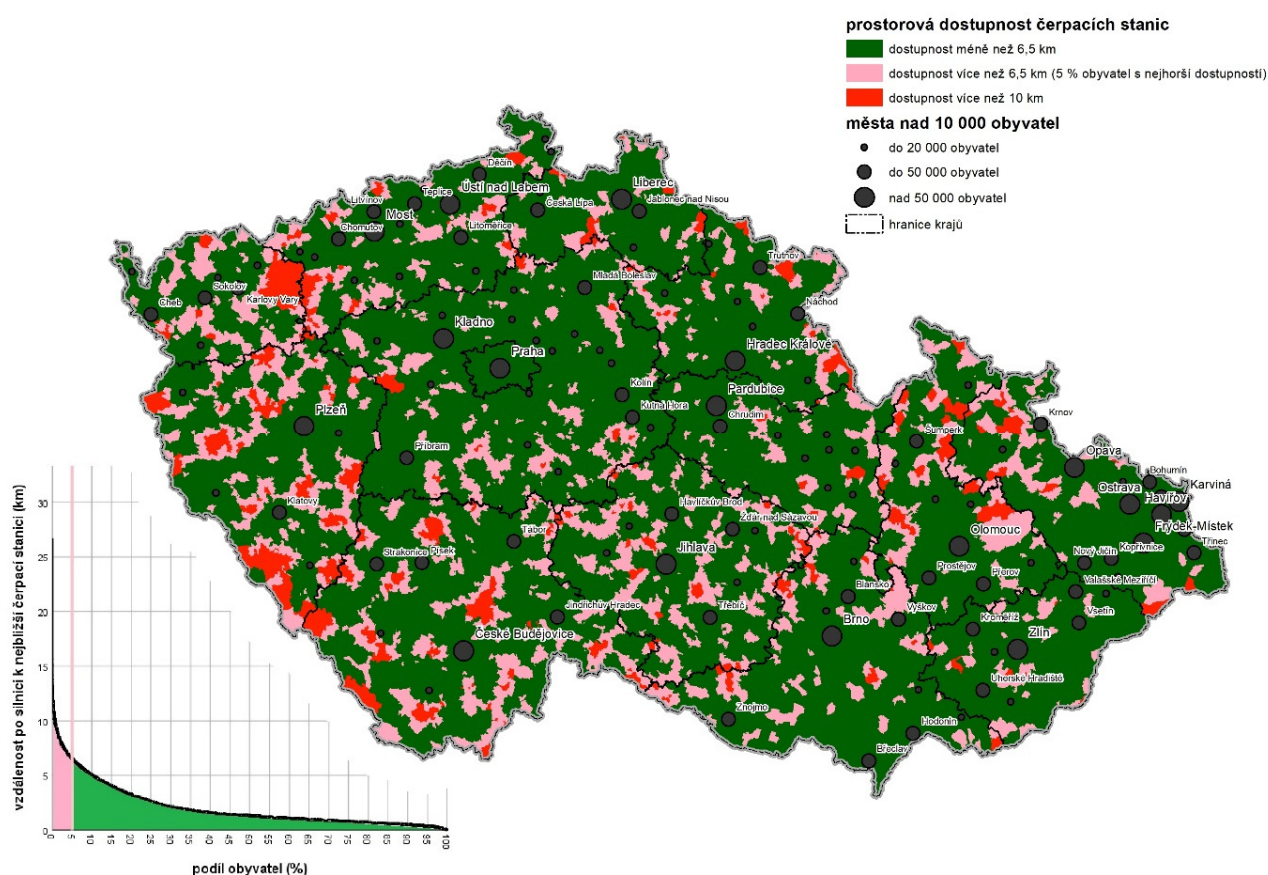 prostorová dostupnost čerpacích stanic
dostupnost méně než 6,5 km
dostupnost více než 6,5 km (5 % obyvatel s nejhorší dostupností)
dostupnost více než 10 km
města nad 10 000 obyvatel
do 20 000 obyvatel
do 50 000 obyvatel
nad 50 000 obyvatel
hranice krajů
Děčín
Teplice
Ústí nad Labem
Liberec
Litvínov
Česká Lípa
Jablonec nad Nisou
Most
Chomutov
Litoměřice
Trutnov
Mladá Boleslav
Sokolov
Karlovy Vary
Cheb
Náchod
Kladno
Hradec Králové
Praha
Kolín
Pardubice
Kutná Hora
Plzeň
Chrudim
Krnov
Šumperk
Příbram
Opava
Bohumín
Karviná
Ostrava
Havířov
Klatovy
Havlíčkův Brod
Žďár nad Sázavou
Olomouc
Frýdek-Místek
Tábor
Třinec
Strakonice
Písek
Jihlava
Nový Jičín
Kopřivnice
Prostějov
Přerov
Valašské Meziříčí
Blansko
Jindřichův Hradec
Třebíč
Vyškov
Kroměříž
Vsetín
Brno
Zlín
České Budějovice
Uherské Hradiště
Znojmo
Hodonín
Břeclav
vzdálenost po silnici k nejbližší čerpací stanici (km)
30
25
20
15
10
5
0
0 5 10 15 20 25 30 35 40 45 50 55 60 65 70 75 80 85 90 95 100
podíl obyvatel (%)